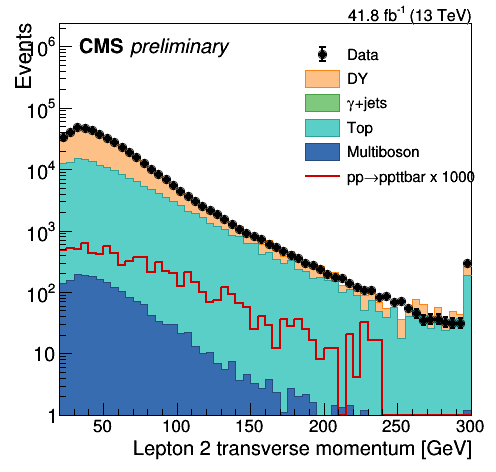 41.8 fb⁻¹ (13 TeV)
Events
CMS preliminary
Data
DY
γ+jets
Top
Multiboson
pp→ppttbar x 1000
10⁶
10⁵
10⁴
10³
10²
10
1
50 100 150 200 250 300
Lepton 2 transverse momentum [GeV]